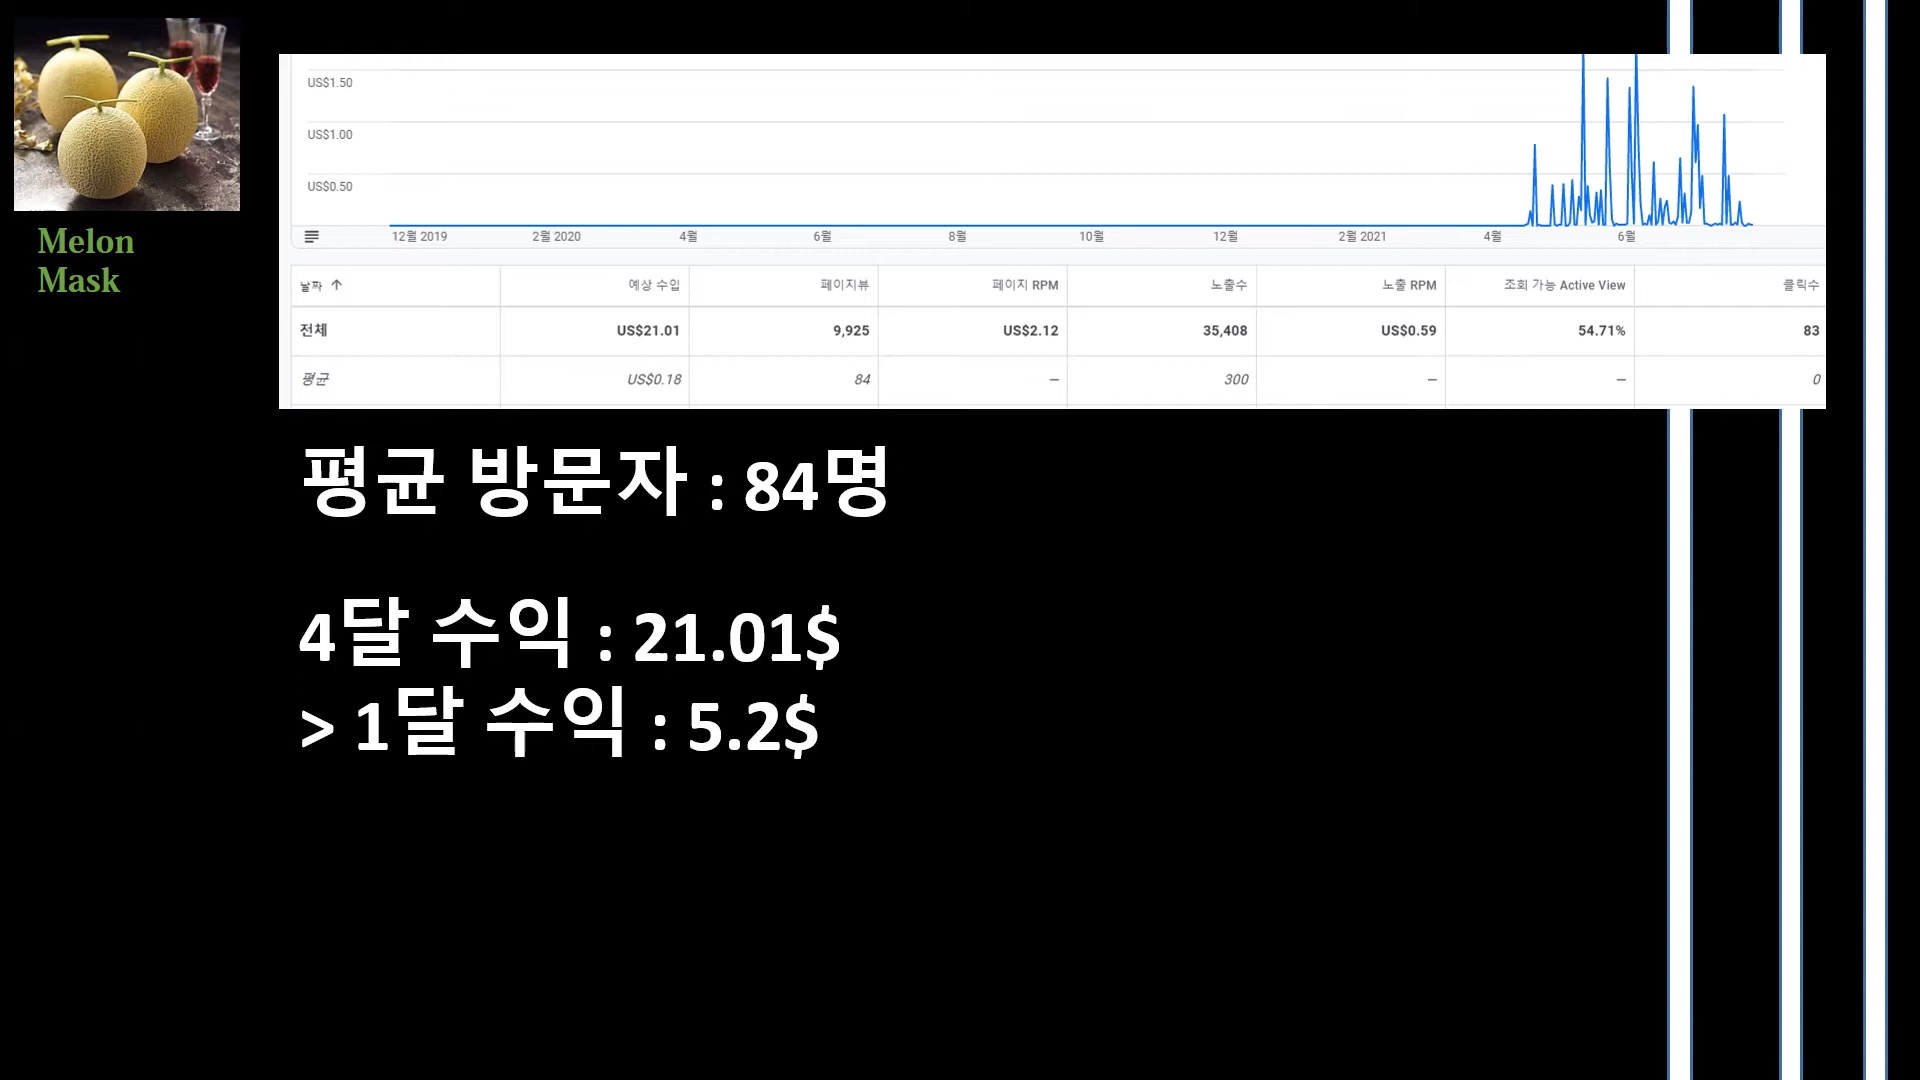 Melon
Mask
US$1.50
US$1.00
US$0.50
12월 2019 2월 2020 4월 6월 8월 10월 12월 2월 2021 4월 6월
날짜 ↑ 예상 수입 페이지뷰 페이지 RPM 노출수 노출 RPM 조회 가능 Active View 클릭수
전체 US$21.01 9,925 US$2.12 35,408 US$0.59 54.71% 83
평균 US$0.18 84 — 300 — — 0
평균 방문자 : 84명
4달 수익 : 21.01$
> 1달 수익 : 5.2$